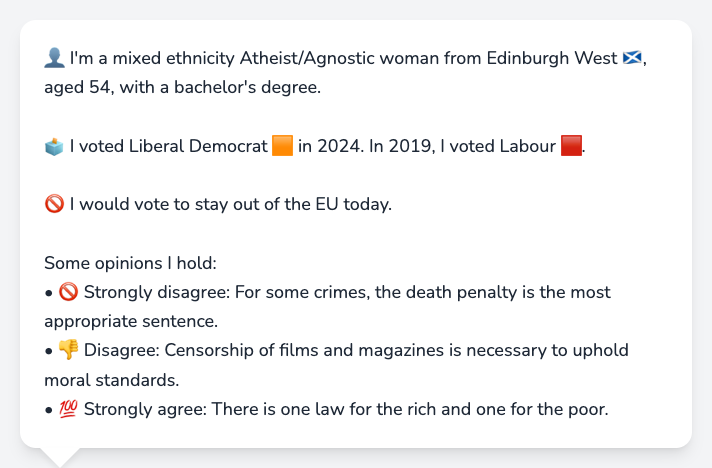 👤 I'm a mixed ethnicity Atheist/Agnostic woman from Edinburgh West 🏴󠁧󠁢󠁳󠁣󠁴󠁿,
aged 54, with a bachelor's degree.
🗳️ I voted Liberal Democrat 🟧 in 2024. In 2019, I voted Labour 🟥.
🚫 I would vote to stay out of the EU today.
Some opinions I hold:
• 🚫 Strongly disagree: For some crimes, the death penalty is the most
appropriate sentence.
• 👎 Disagree: Censorship of films and magazines is necessary to uphold
moral standards.
• 💯 Strongly agree: There is one law for the rich and one for the poor.